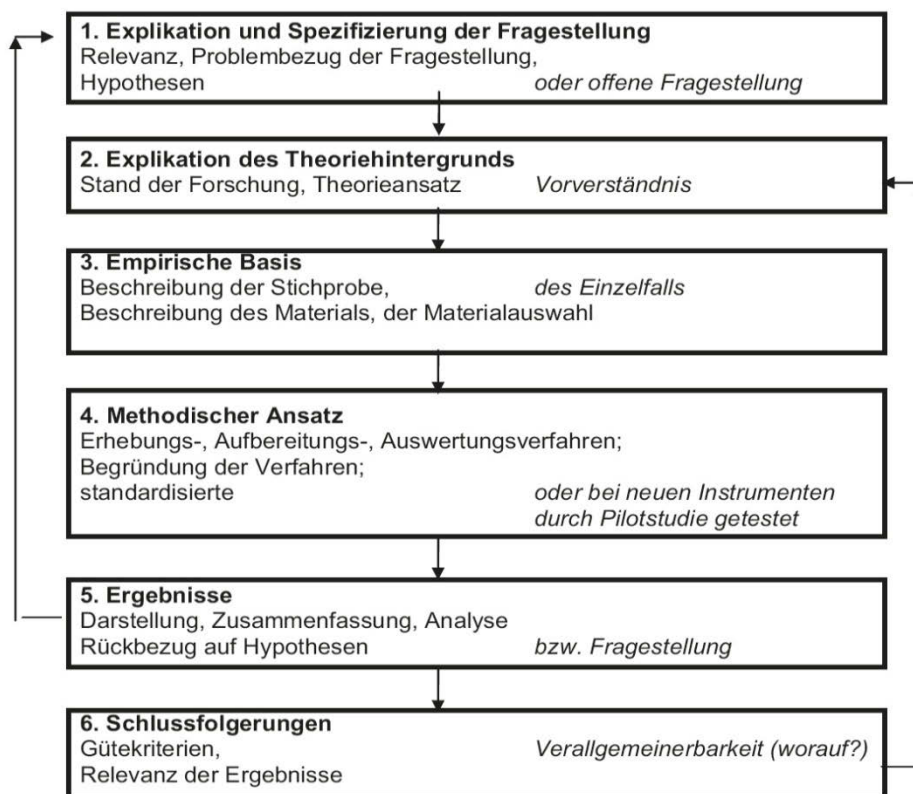 1. Explikation und Spezifizierung der Fragestellung
Relevanz, Problembezug der Fragestellung,
Hypothesen oder offene Fragestellung
2. Explikation des Theoriehintergrunds
Stand der Forschung, Theorieansatz Vorverständnis
3. Empirische Basis
Beschreibung der Stichprobe, des Einzelfalls
Beschreibung des Materials, der Materialauswahl
4. Methodischer Ansatz
Erhebungs-, Aufbereitungs-, Auswertungsverfahren;
Begründung der Verfahren;
standardisierte oder bei neuen Instrumenten
durch Pilotstudie getestet
5. Ergebnisse
Darstellung, Zusammenfassung, Analyse
Rückbezug auf Hypothesen bzw. Fragestellung
6. Schlussfolgerungen
Gütekriterien, Verallgemeinerbarkeit (worauf?)
Relevanz der Ergebnisse